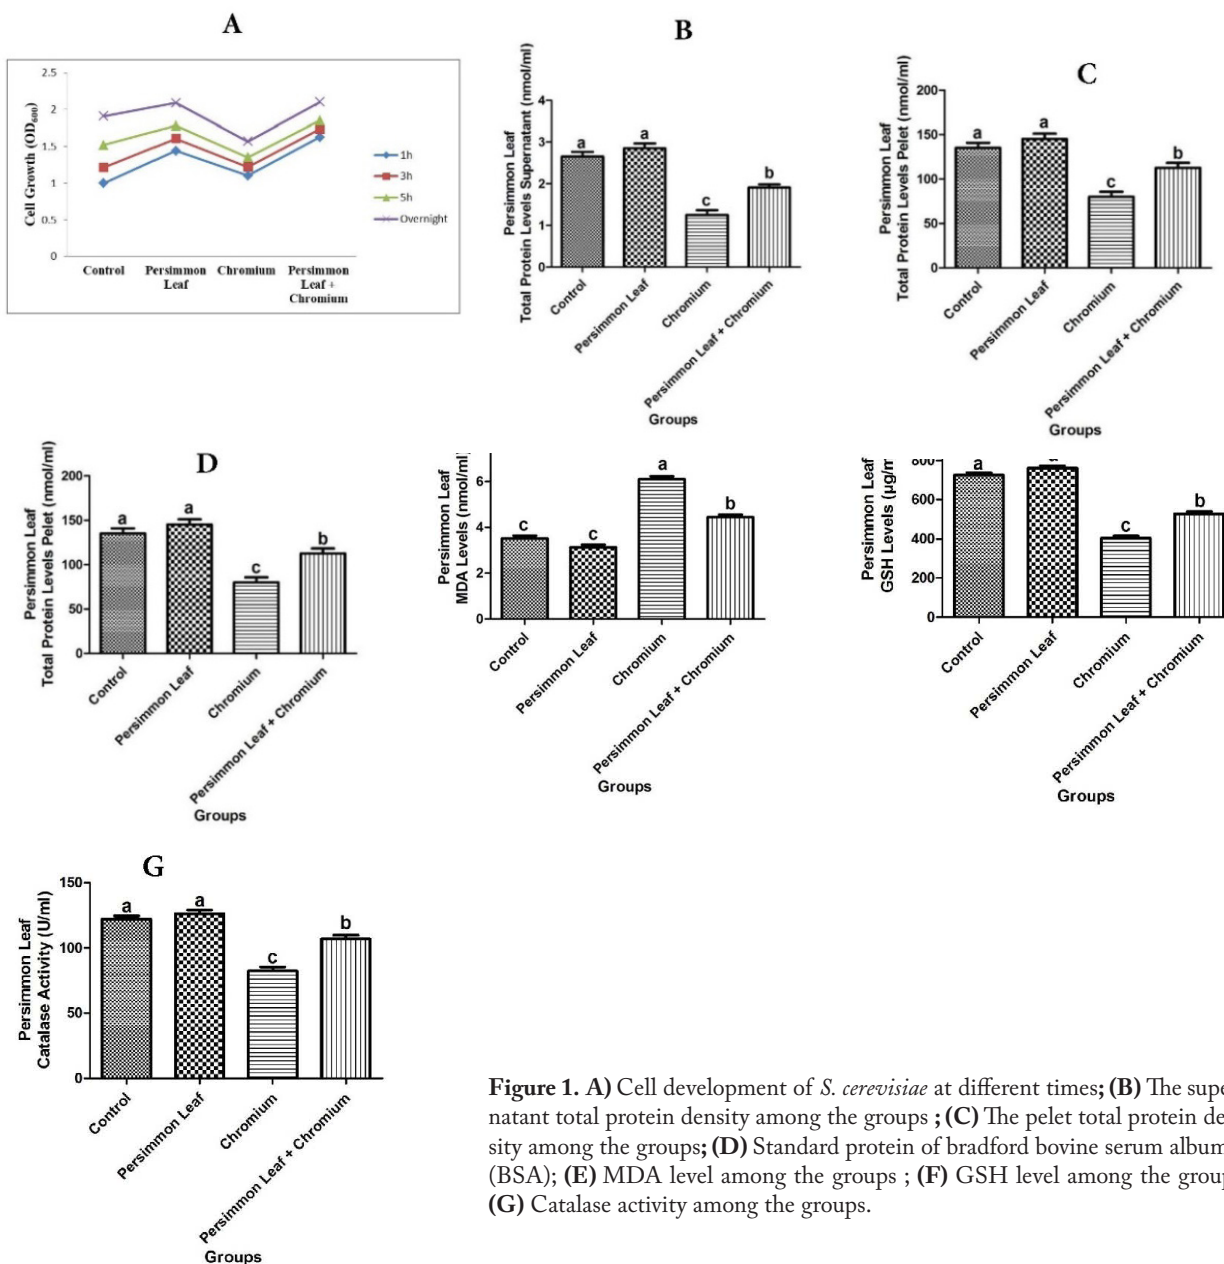 A
2.5
2
1.5
1
0.5
0
Cell Growth (OD600)
Control
Persimmon
Leaf
Chromium
Persimmon
Leaf +
Chromium
1h
3h
5h
Overnight
B
Persimmon Leaf
Total Protein Levels Supernatant (nmol/ml)
4
3
2
1
0
a
a
c
b
Control
Persimmon Leaf
Chromium
Persimmon Leaf + Chromium
Groups
C
Persimmon Leaf
Total Protein Levels Pelet (nmol/ml)
200
150
100
50
0
a
a
c
b
Control
Persimmon Leaf
Chromium
Persimmon Leaf + Chromium
Groups
D
Persimmon Leaf
Total Protein Levels Pelet (nmol/ml)
200
150
100
50
0
a
a
c
b
Control
Persimmon Leaf
Chromium
Persimmon Leaf + Chromium
Groups
Persimmon Leaf
MDA Levels (nmol/ml)
6
4
2
0
c
c
a
b
Control
Persimmon Leaf
Chromium
Persimmon Leaf + Chromium
Groups
Persimmon Leaf
GSH Levels (µg/m
800
600
400
200
0
a
c
b
Control
Persimmon Leaf
Chromium
Persimmon Leaf + Chromium
Groups
G
Persimmon Leaf
Catalase Activity (U/ml)
150
100
50
0
a
a
c
b
Control
Persimmon Leaf
Chromium
Persimmon Leaf + Chromium
Groups
Figure 1. A) Cell development of S. cerevisiae at different times; (B) The supe
natant total protein density among the groups ; (C) The pelet total protein de
sity among the groups; (D) Standard protein of bradford bovine serum album
(BSA); (E) MDA level among the groups ; (F) GSH level among the group
(G) Catalase activity among the groups.